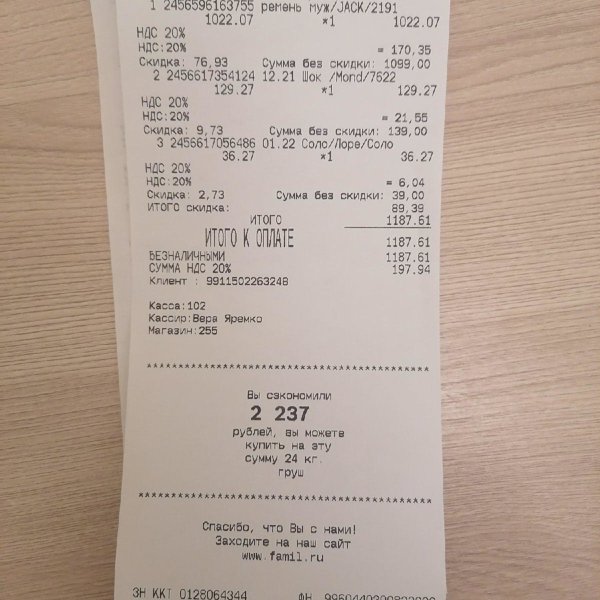 1 2456596163755 ремень муж/JACK/2191
1022.07 *1 1022.07
НДС 20%
НДС:20% = 170,35
Скидка: 76,93 Сумма без скидки: 1099,00
2 2456617354124 12.21 Шок /Mond/7622
129.27 *1 129.27
НДС 20%
НДС:20% = 21,55
Скидка: 9,73 Сумма без скидки: 139,00
3 2456617056486 01.22 Соло/Лоре/Соло
36.27 *1 36.27
НДС 20%
НДС:20% = 6,04
Скидка: 2,73 Сумма без скидки: 39,00
ИТОГО скидка: 89,39
ИТОГО 1187.61
ИТОГО К ОПЛАТЕ 1187.61
БЕЗНАЛИЧНЫМИ 1187.61
СУММА НДС 20% 197.94
Клиент : 9911502263248
Касса:102
Кассир:Вера Яремко
Магазин:255
Вы сэкономили
2 237
рублей, вы можете
купить на эту
сумму 24 кг.
груш
Спасибо, что Вы с нами!
Заходите на наш сайт
www.famil.ru
ЗН ККТ 0128064344 ФН